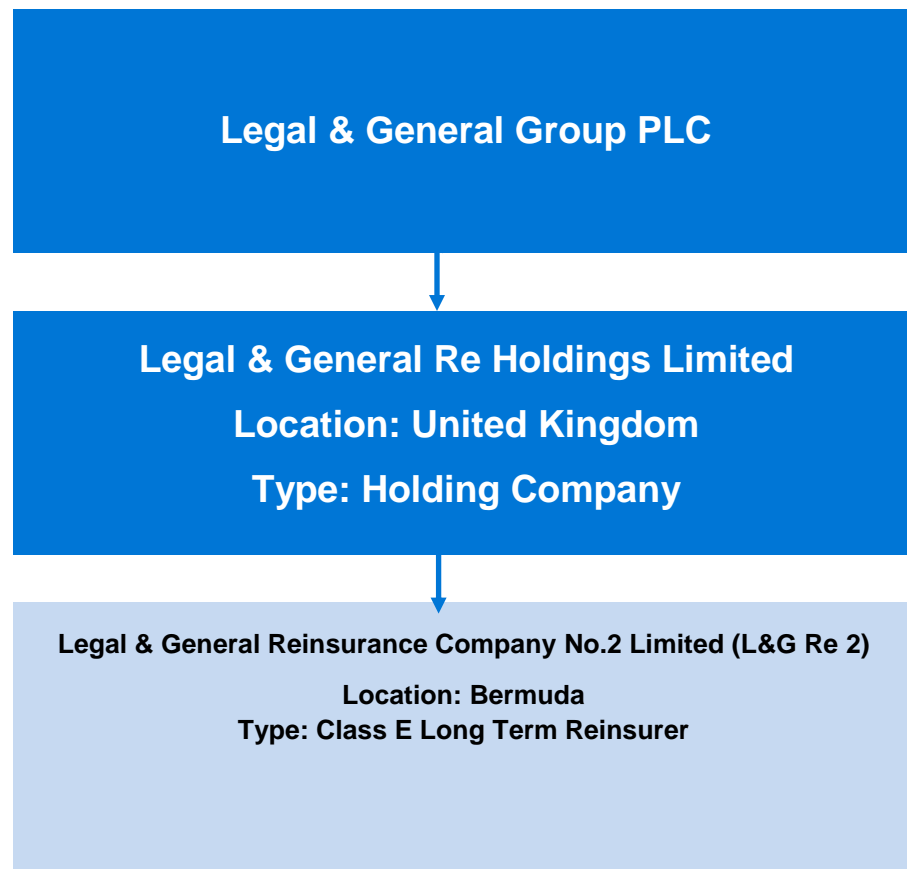 Legal & General Group PLC
Legal & General Re Holdings Limited
Location: United Kingdom
Type: Holding Company
Legal & General Reinsurance Company No.2 Limited (L&G Re 2)
Location: Bermuda
Type: Class E Long Term Reinsurer